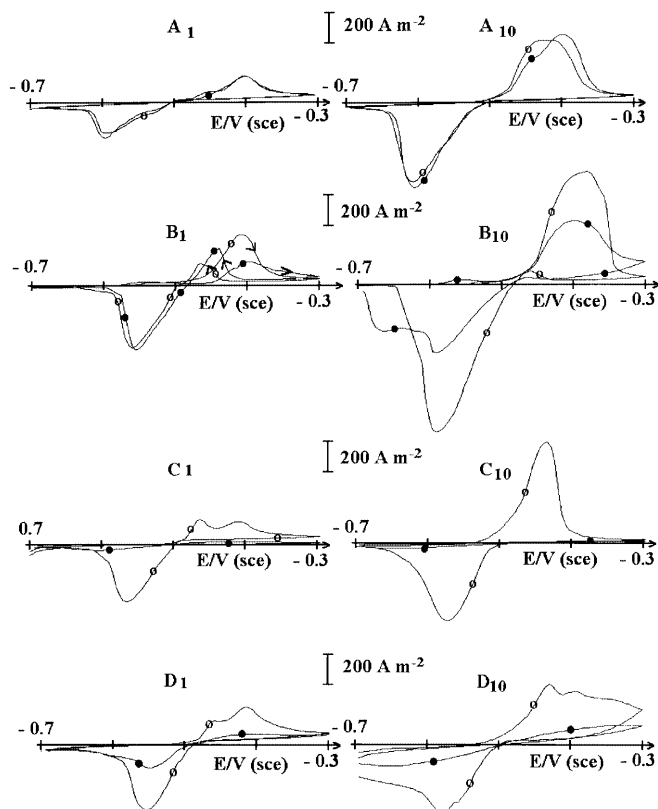 A 1 200 A m-2 A 10
- 0.7 - 0.7
E/V (sce) - 0.3 E/V (sce) - 0.3
200 A m-2
B1 B10
- 0.7 - 0.7
E/V (sce) E/V (sce)
- 0.3 - 0.3
200 A m-2
C 1 C10
0.7 - 0.7
E/V (sce) - 0.3 E/V (sce) - 0.3
200 A m-2
D1 D10
- 0.7 - 0.7
E/V (sce) - 0.3 E/V (sce) - 0.3